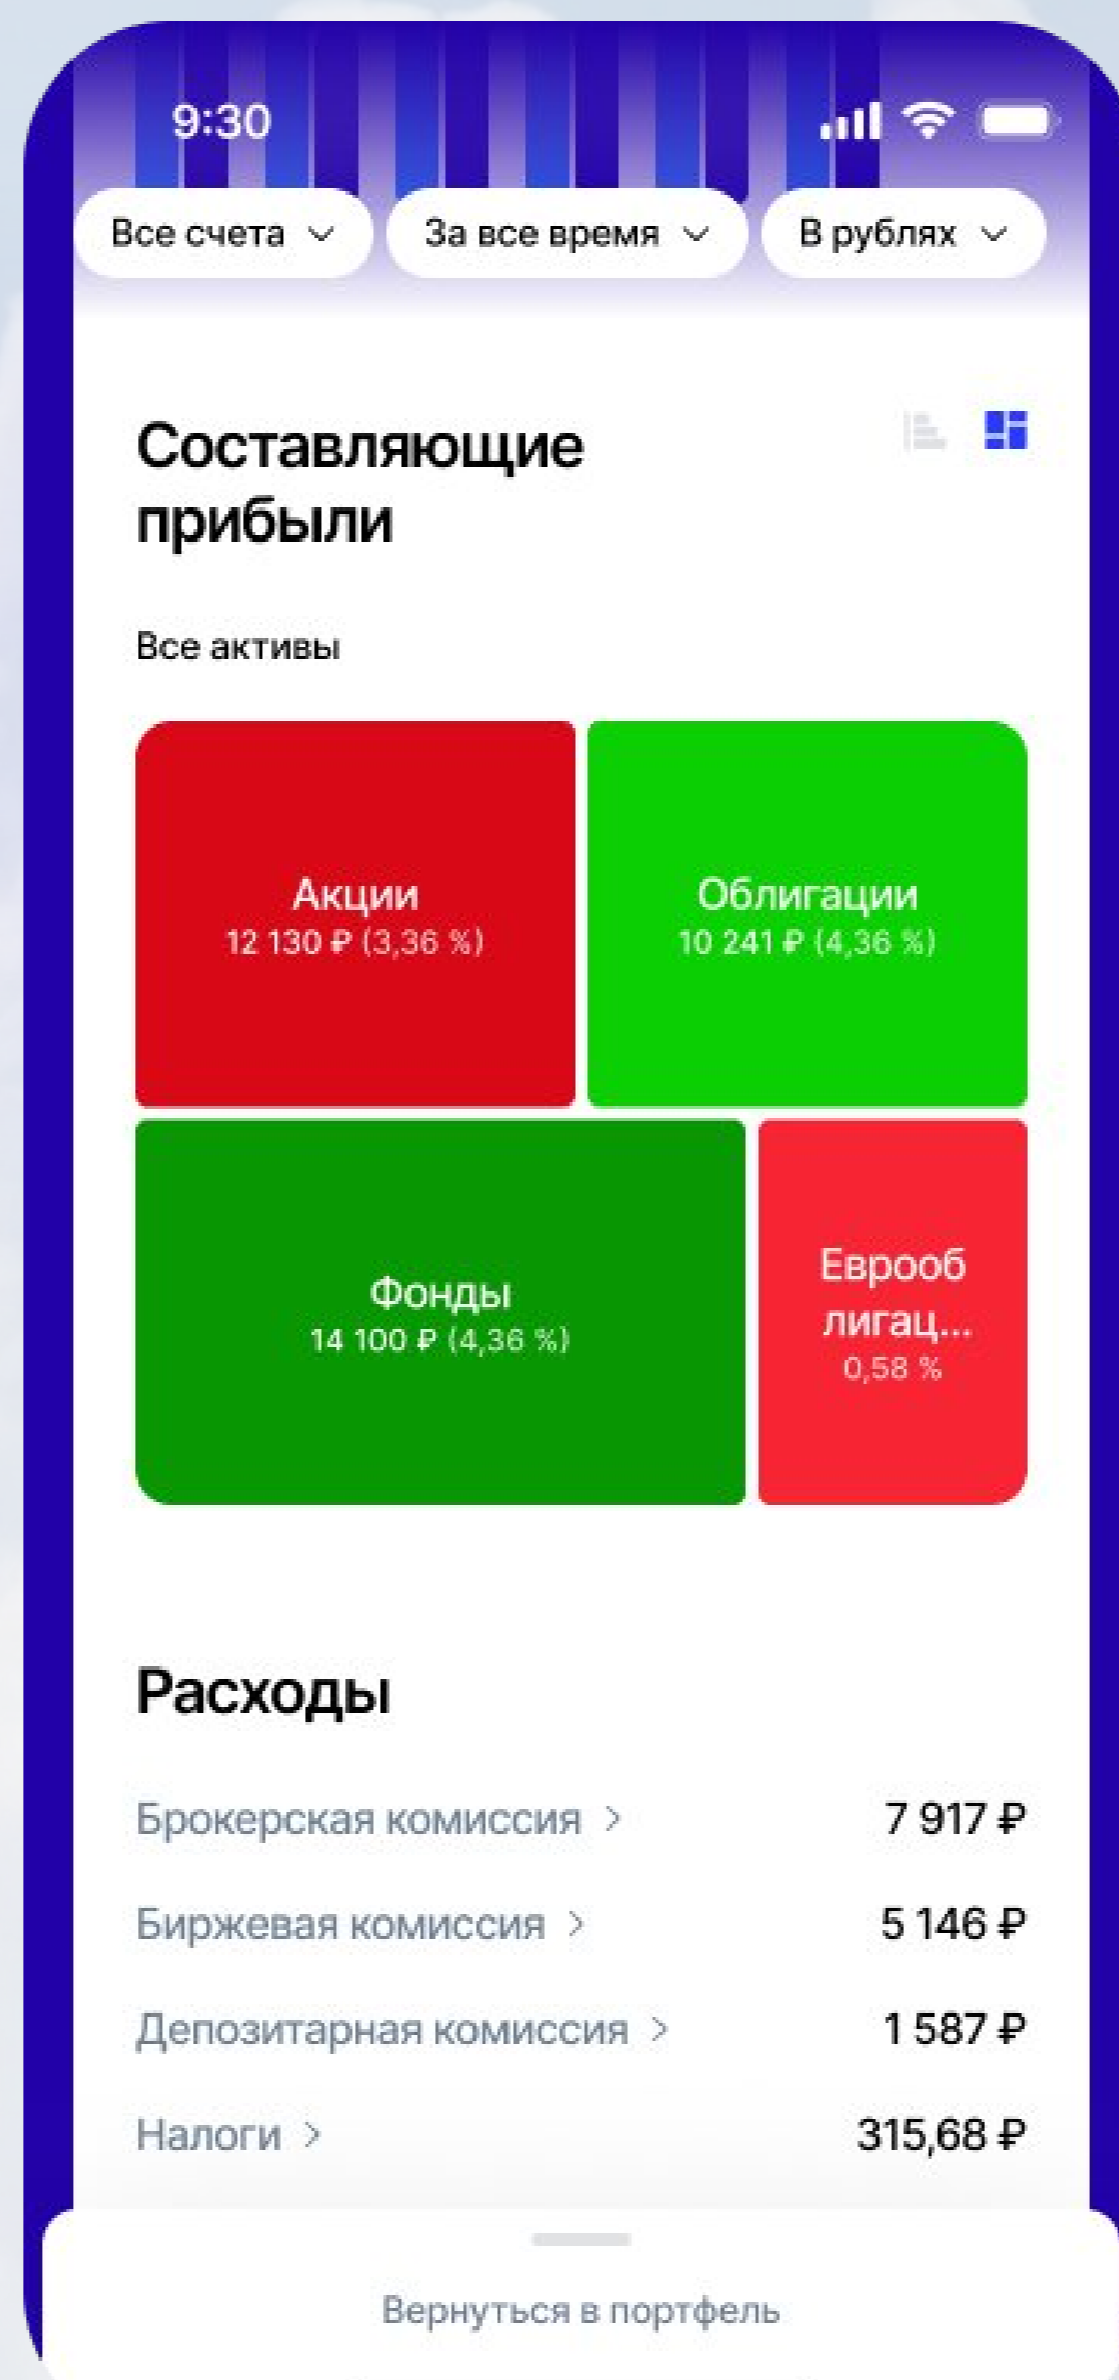 9:30
Все счета
За все время
В рублях
Составляющие
прибыли
Все активы
Акции
12 130 ₽ (3,36 %)
Облигации
10 241 ₽ (4,36 %)
Фонды
14 100 ₽ (4,36 %)
Еврооб
лигац...
0,58 %
Расходы
Брокерская комиссия
7 917 ₽
Биржевая комиссия
5 146 ₽
Депозитарная комиссия
1 587 ₽
Налоги
315,68 ₽
Вернуться в портфель